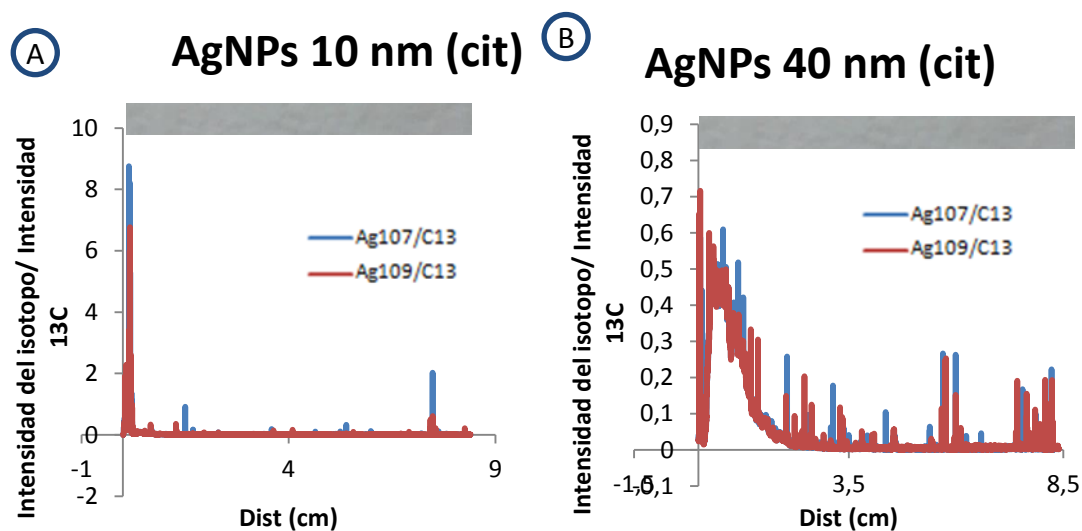 A
AgNPs 10 nm (cit)
Intensidad del isotopo/ Intensidad
13C
10
8
6
4
2
0
-2
-1
4
9
Ag107/C13
Ag109/C13
Dist (cm)
B
AgNPs 40 nm (cit)
Intensidad del isotopo/ Intensidad
13C
0,9
0,8
0,7
0,6
0,5
0,4
0,3
0,2
0,1
0
-0,1
-1,5
3,5
8,5
Ag107/C13
Ag109/C13
Dist (cm)